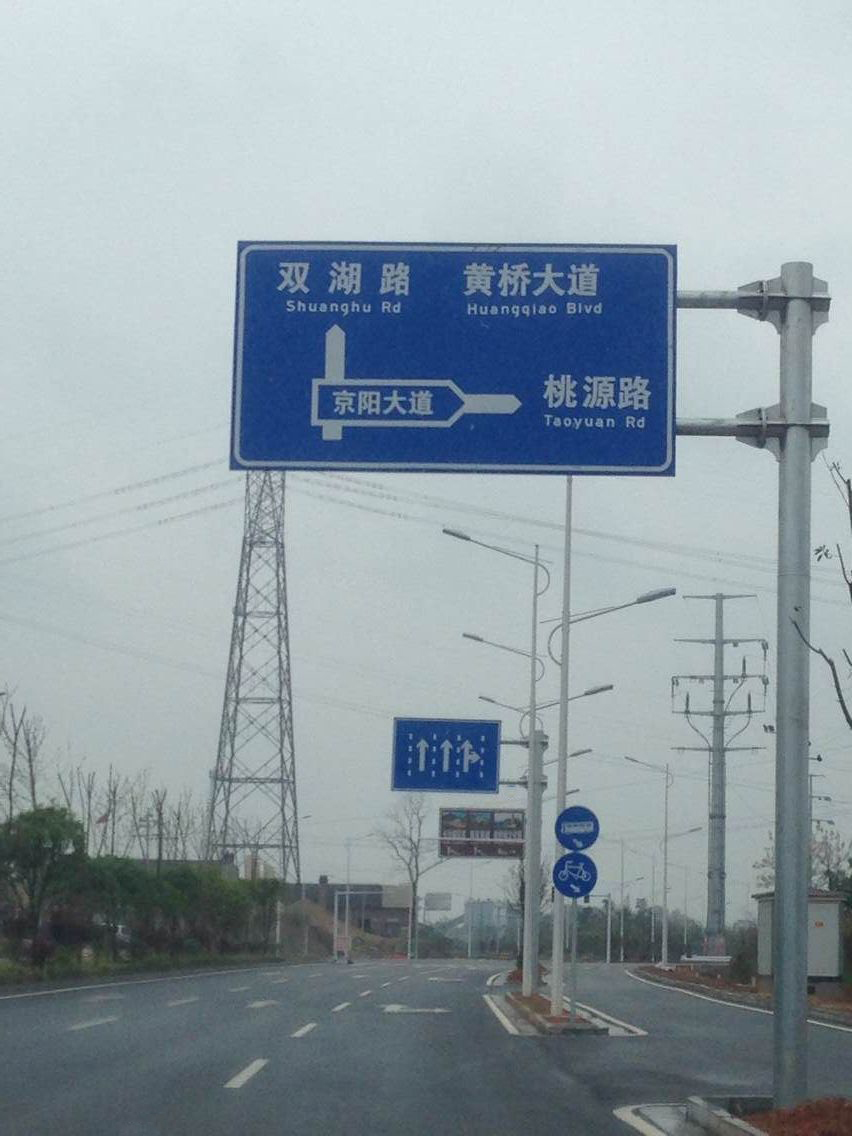 双湖路 黄桥大道
Shuanghu Rd Huangqiao Blvd
京阳大道 桃源路
Taoyuan Rd